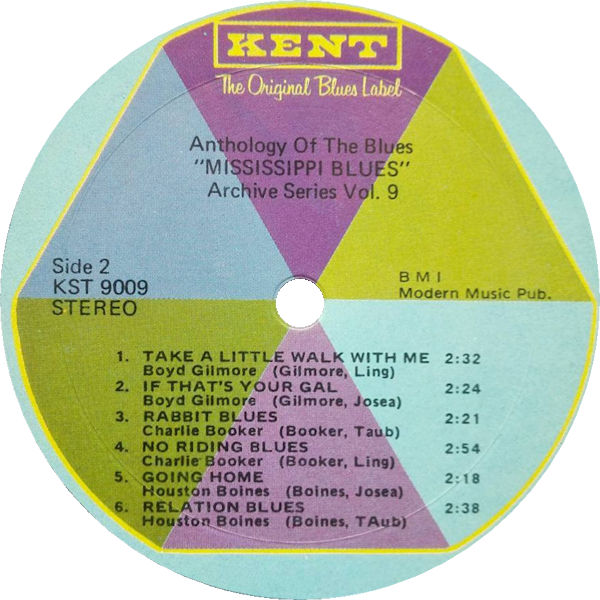 KENT
The Original Blues Label
Anthology Of The Blues
"MISSISSIPPI BLUES"
Archive Series Vol. 9
Side 2
KST 9009
STEREO
B M I
Modern Music Pub.
1. TAKE A LITTLE WALK WITH ME 2:32
Boyd Gilmore (Gilmore, Ling)
2. IF THAT'S YOUR GAL 2:24
Boyd Gilmore (Gilmore, Josea)
3. RABBIT BLUES 2:21
Charlie Booker (Booker, Taub)
4. NO RIDING BLUES 2:54
Charlie Booker (Booker, Ling)
5. GOING HOME 2:18
Houston Boines (Boines, Josea)
6. RELATION BLUES 2:38
Houston Boines (Boines, TAub)